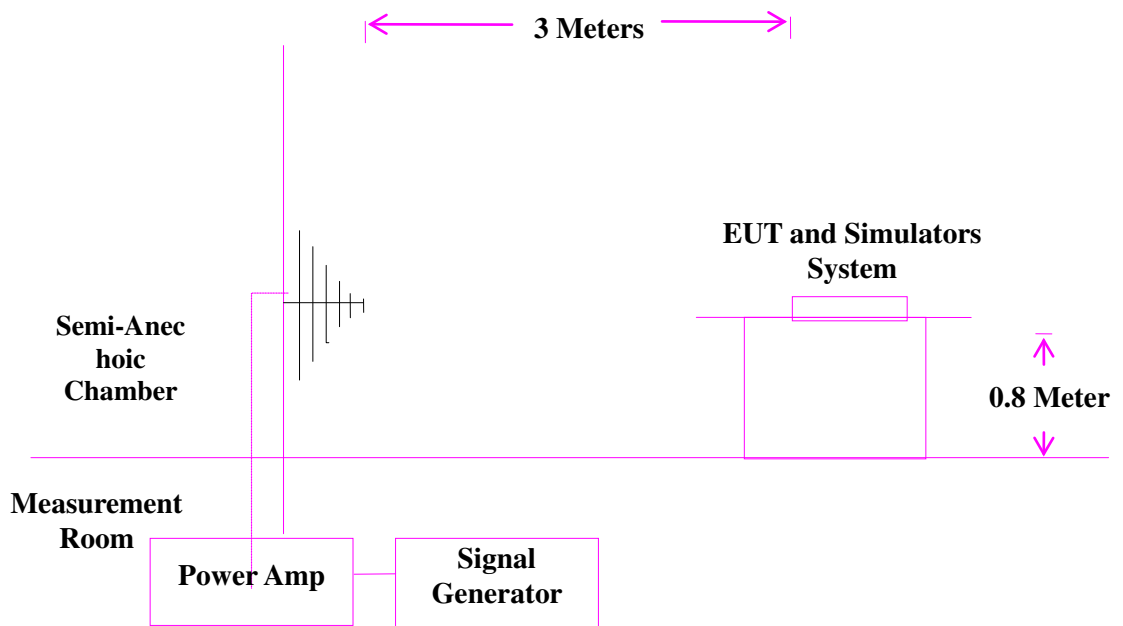 3 Meters
EUT and Simulators
System
Semi-Anec
hoic
Chamber
0.8 Meter
Measurement
Room
Power Amp
Signal
Generator